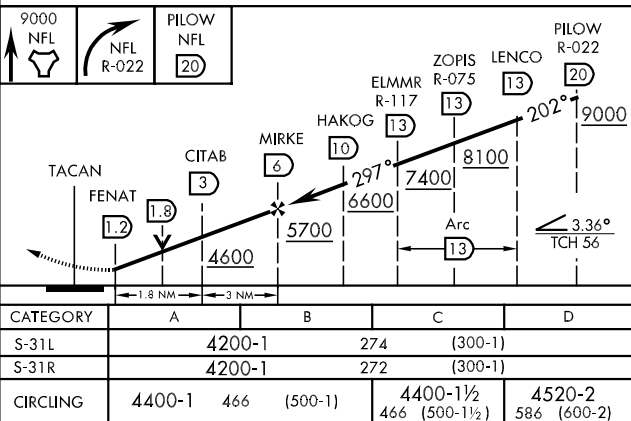 9000
NFL
NFL
R-022
PILOW
NFL
20
PILOW
R-022
20
LENCO
13
ZOPIS
R-075
13
ELMMR
R-117
13
HAKOG
10
MIRKE
6
CITAB
3
1.8
FENAT
1.2
TACAN
202°
297°
9000
8100
7400
6600
5700
4600
Arc
13
3.36°
TCH 56
1.8 NM
3 NM
CATEGORY A B C D
S-31L 4200-1 274 (300-1)
S-31R 4200-1 272 (300-1)
CIRCLING 4400-1 466 (500-1) 4400-1½ 466 (500-1½) 4520-2 586 (600-2)